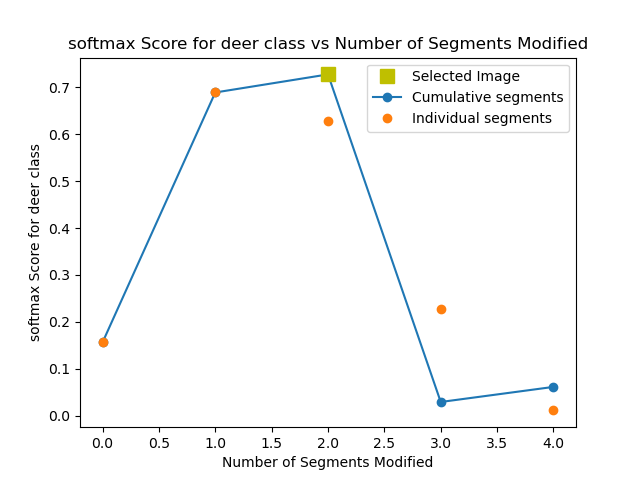 softmax Score for deer class vs Number of Segments Modified
Selected Image
Cumulative segments
Individual segments
softmax Score for deer class
0.7
0.6
0.5
0.4
0.3
0.2
0.1
0.0
0.0 0.5 1.0 1.5 2.0 2.5 3.0 3.5 4.0
Number of Segments Modified